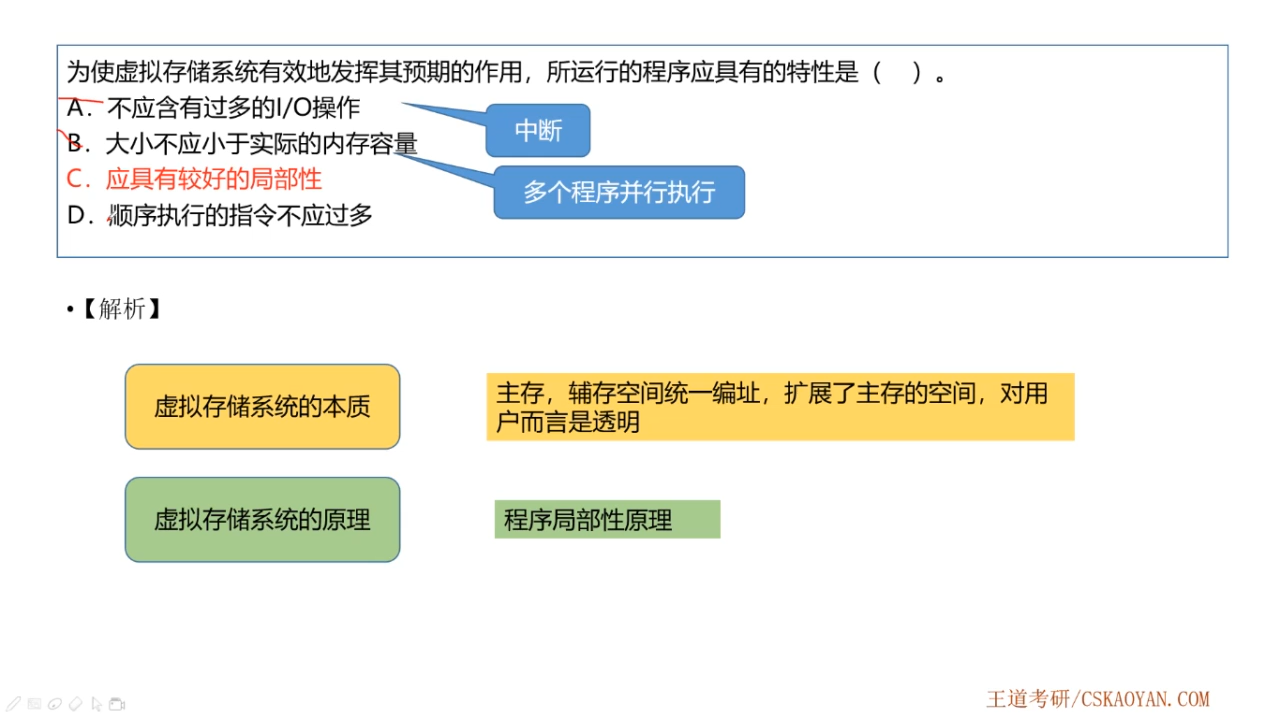 为使虚拟存储系统有效地发挥其预期的作用，所运行的程序应具有的特性是（　）。
A．不应含有过多的I/O操作
中断
B．大小不应小于实际的内存容量
C．应具有较好的局部性
多个程序并行执行
D．顺序执行的指令不应过多
•【解析】
虚拟存储系统的本质
主存，辅存空间统一编址，扩展了主存的空间，对用
户而言是透明
虚拟存储系统的原理
程序局部性原理
王道考研/CSKAOYAN.COM